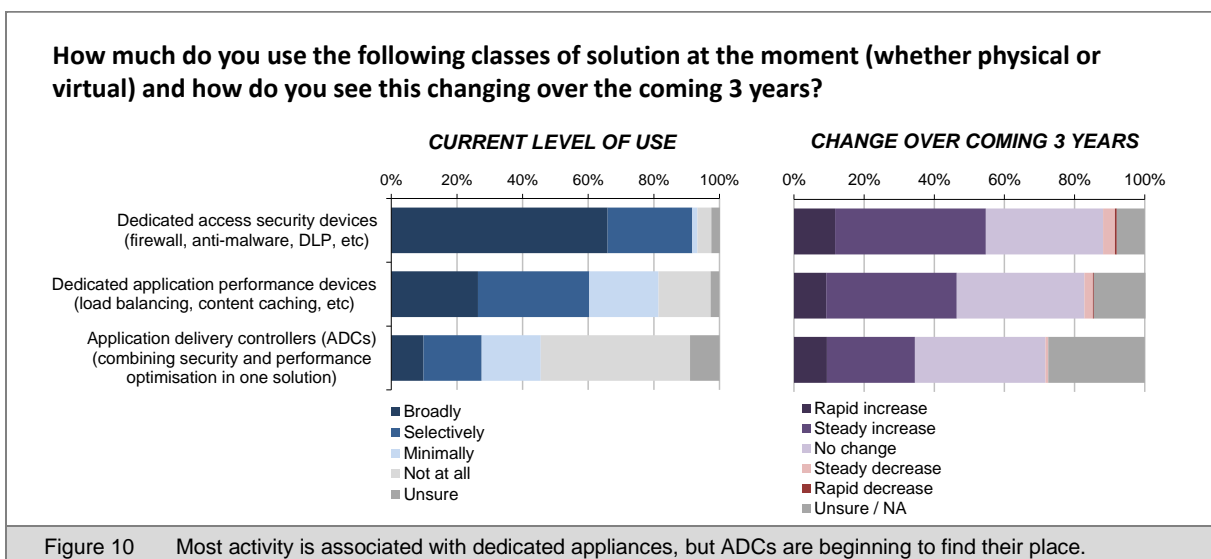 How much do you use the following classes of solution at the moment (whether physical or
virtual) and how do you see this changing over the coming 3 years?
CURRENT LEVEL OF USE
0% 20% 40% 60% 80% 100%
Dedicated access security devices
(firewall, anti-malware, DLP, etc)
Dedicated application performance devices
(load balancing, content caching, etc)
Application delivery controllers (ADCs)
(combining security and performance
optimisation in one solution)
Broadly
Selectively
Minimally
Not at all
Unsure
CHANGE OVER COMING 3 YEARS
0% 20% 40% 60% 80% 100%
Rapid increase
Steady increase
No change
Steady decrease
Rapid decrease
Unsure / NA
Figure 10 Most activity is associated with dedicated appliances, but ADCs are beginning to find their place.